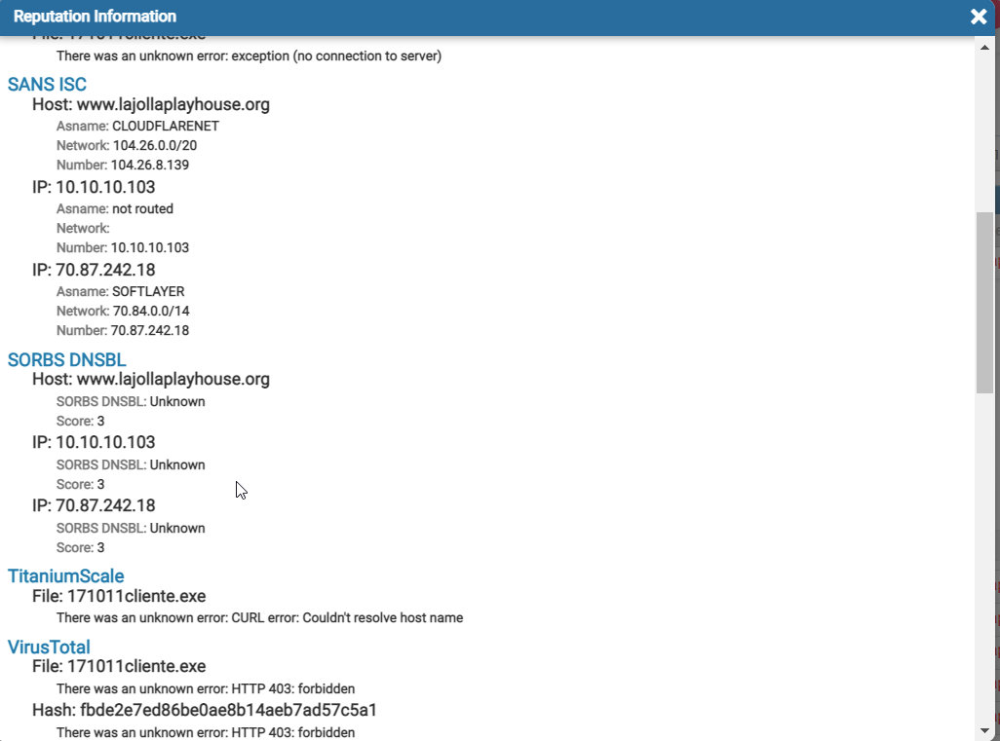 Reputation Information
File: 171011cliente.exe
There was an unknown error: exception (no connection to server)
SANS ISC
Host: www.lajollaplayhouse.org
Asname: CLOUDFLARENET
Network: 104.26.0.0/20
Number: 104.26.8.139
IP: 10.10.10.103
Asname: not routed
Network:
Number: 10.10.10.103
IP: 70.87.242.18
Asname: SOFTLAYER
Network: 70.84.0.0/14
Number: 70.87.242.18
SORBS DNSBL
Host: www.lajollaplayhouse.org
SORBS DNSBL: Unknown
Score: 3
IP: 10.10.10.103
SORBS DNSBL: Unknown
Score: 3
IP: 70.87.242.18
SORBS DNSBL: Unknown
Score: 3
TitaniumScale
File: 171011cliente.exe
There was an unknown error: CURL error: Couldn't resolve host name
VirusTotal
File: 171011cliente.exe
There was an unknown error: HTTP 403: forbidden
Hash: fbde2e7ed86be0ae8b14aeb7ad57c5a1
There was an unknown error: HTTP 403: forbidden